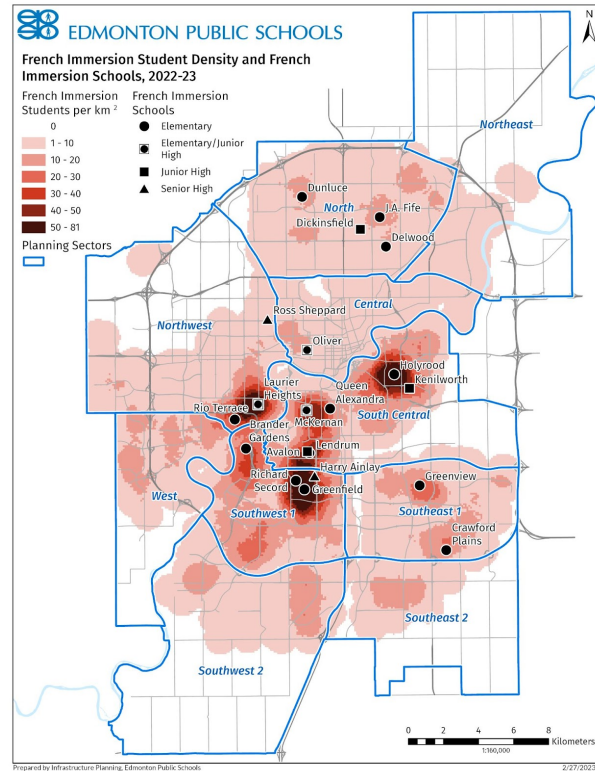 EDMONTON PUBLIC SCHOOLS
N
French Immersion Student Density and French
Immersion Schools, 2022-23
French Immersion
Students per km 2
0
1 - 10
10 - 20
20 - 30
30 - 40
40 - 50
50 - 81
Planning Sectors
French Immersion
Schools
Elementary
Elementary/Junior
High
Junior High
Senior High
Northeast
Dunluce
North
J.A. Fife
Dickinsfield
Delwood
Ross Sheppard
Central
Northwest
Oliver
Holyrood
Kenilworth
Laurier
Heights
Queen
Alexandra
Rio Terrace
McKernan
South Central
Brander
Gardens
Avalon
Lendrum
Harry Ainlay
Richard
Secord
Greenfield
Greenview
West
Southwest 1
Southeast 1
Crawford
Plains
Southeast 2
Southwest 2
0 2 4 6 8
Kilometers
1:160,000
Prepared by Infrastructure Planning, Edmonton Public Schools
2/27/2023